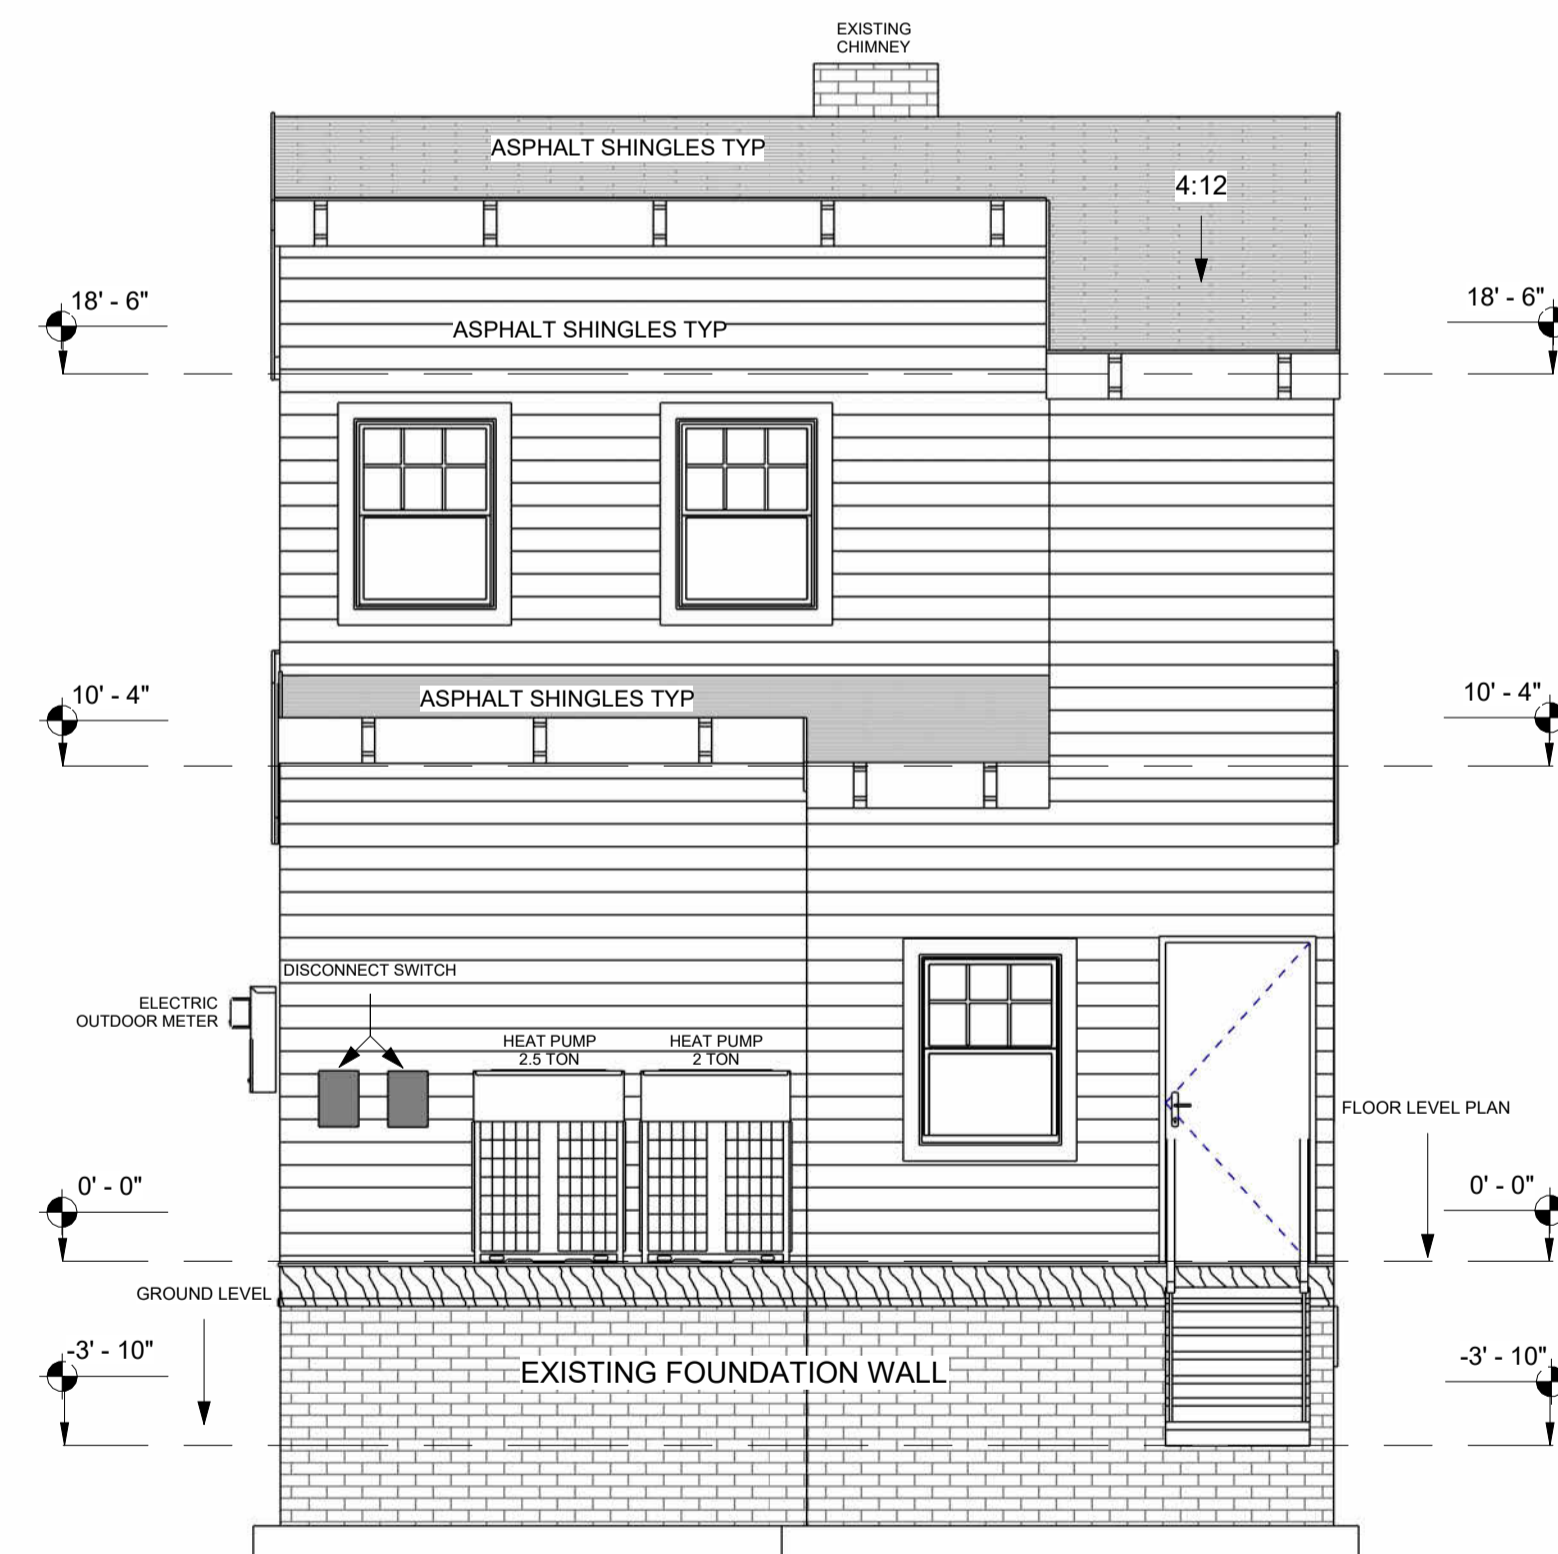 EXISTING
CHIMNEY
ASPHALT SHINGLES TYP
4:12
18' - 6"
18' - 6"
ASPHALT SHINGLES TYP
10' - 4"
ASPHALT SHINGLES TYP
10' - 4"
DISCONNECT SWITCH
ELECTRIC
OUTDOOR METER
HEAT PUMP
2.5 TON
HEAT PUMP
2 TON
FLOOR LEVEL PLAN
0' - 0"
0' - 0"
GROUND LEVEL
-3' - 10"
EXISTING FOUNDATION WALL
-3' - 10"